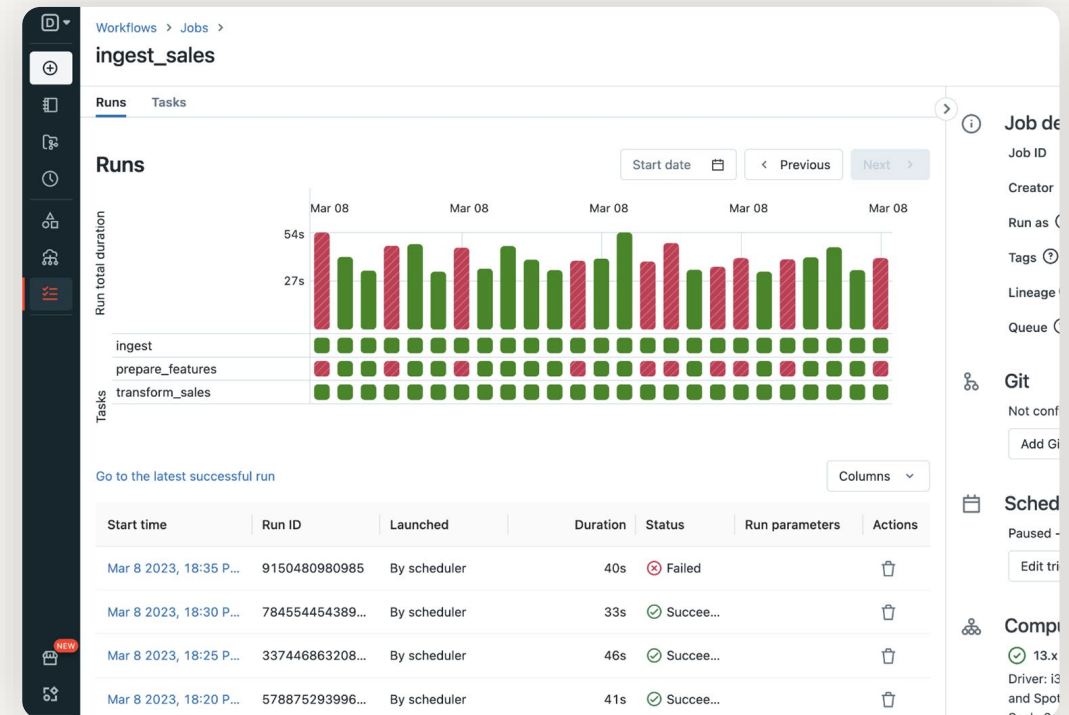 D
Workflows > Jobs >
ingest_sales
Runs Tasks
Runs
Start date
< Previous
Next >
Mar 08 Mar 08 Mar 08 Mar 08 Mar 08
Run total duration
54s
27s
Tasks
ingest
prepare_features
transform_sales
Go to the latest successful run
Columns
Start time Run ID Launched Duration Status Run parameters Actions
Mar 8 2023, 18:35 P... 9150480980985 By scheduler 40s Failed
Mar 8 2023, 18:30 P... 784554454389... By scheduler 33s Succee...
Mar 8 2023, 18:25 P... 337446863208... By scheduler 46s Succee...
Mar 8 2023, 18:20 P... 578875293996... By scheduler 41s Succee...
NEW
Job de
Job ID
Creator
Run as
Tags
Lineage
Queue
Git
Not conf
Add Gi
Sched
Paused -
Edit tri
Comp
13.x
Driver: i3
and Spot